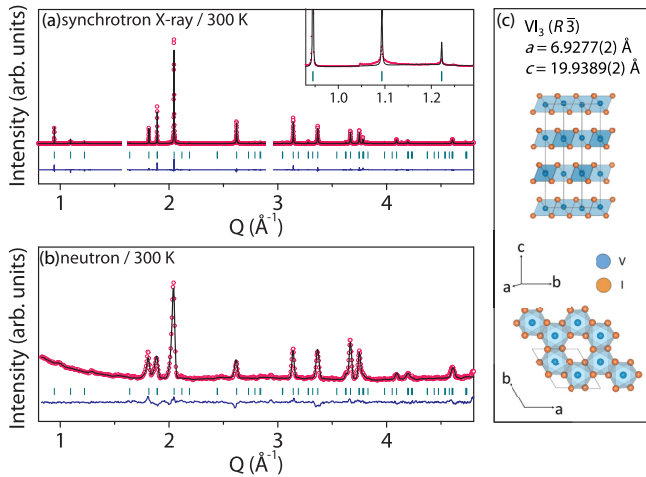 (a)synchrotron X-ray / 300 K
Intensity (arb. units)
1.0 1.1 1.2
1 2 3 4
Q (Å⁻¹)
(b)neutron / 300 K
Intensity (arb. units)
1 2 3 4
Q (Å⁻¹)
(c)
VI₃ (R 3̅)
a = 6.9277(2) Å
c = 19.9389(2) Å
c
a b
V
I
b
a